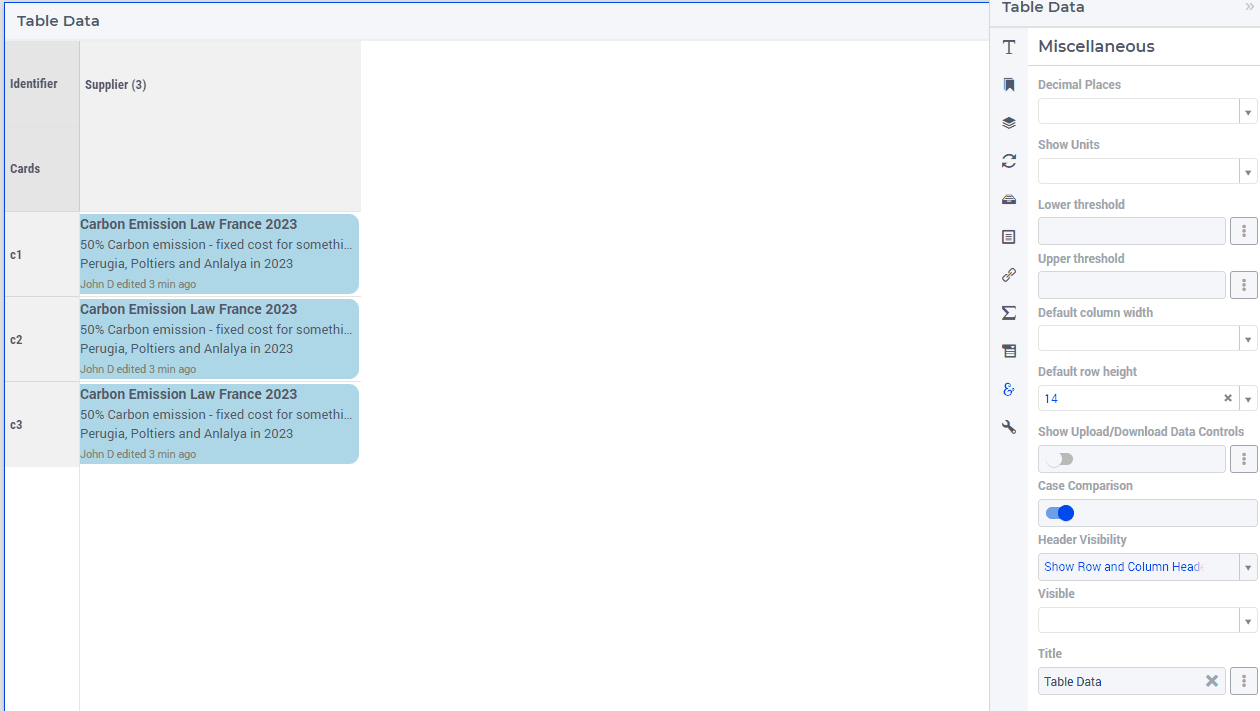 Table Data
Identifier
Supplier (3)
Cards
c1
Carbon Emission Law France 2023
50% Carbon emission - fixed cost for somethi...
Perugia, Poltiers and Anlalya in 2023
John D edited 3 min ago
c2
Carbon Emission Law France 2023
50% Carbon emission - fixed cost for somethi...
Perugia, Poltiers and Anlalya in 2023
John D edited 3 min ago
c3
Carbon Emission Law France 2023
50% Carbon emission - fixed cost for somethi...
Perugia, Poltiers and Anlalya in 2023
John D edited 3 min ago
Table Data
Miscellaneous
Decimal Places
Show Units
Lower threshold
Upper threshold
Default column width
Default row height
14
Show Upload/Download Data Controls
Case Comparison
Header Visibility
Show Row and Column Heade
Visible
Title
Table Data